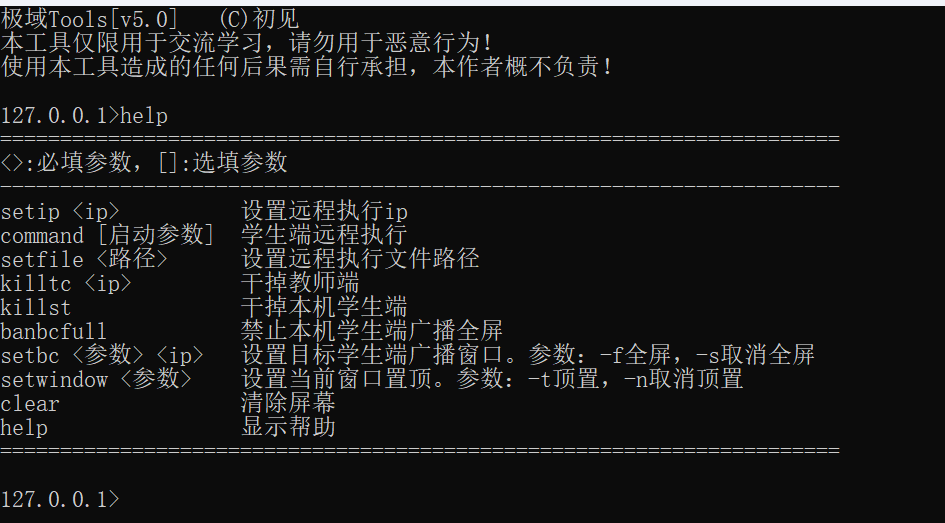 极域Tools[v5.0]   (C)初见
本工具仅限用于交流学习，请勿用于恶意行为！
使用本工具造成的任何后果需自行承担，本作者概不负责！
127.0.0.1>help
======================================================================
<>:必填参数，[]:选填参数
----------------------------------------------------------------------
setip <ip>          设置远程执行ip
command [启动参数]  学生端远程执行
setfile <路径>      设置远程执行文件路径
killtc <ip>         干掉教师端
killst              干掉本机学生端
banbcfull           禁止本机学生端广播全屏
setbc <参数> <ip>   设置目标学生端广播窗口。参数：-f全屏，-s取消全屏
setwindow <参数>    设置当前窗口置顶。参数：-t顶置，-n取消顶置
clear               清除屏幕
help                显示帮助
======================================================================
127.0.0.1>